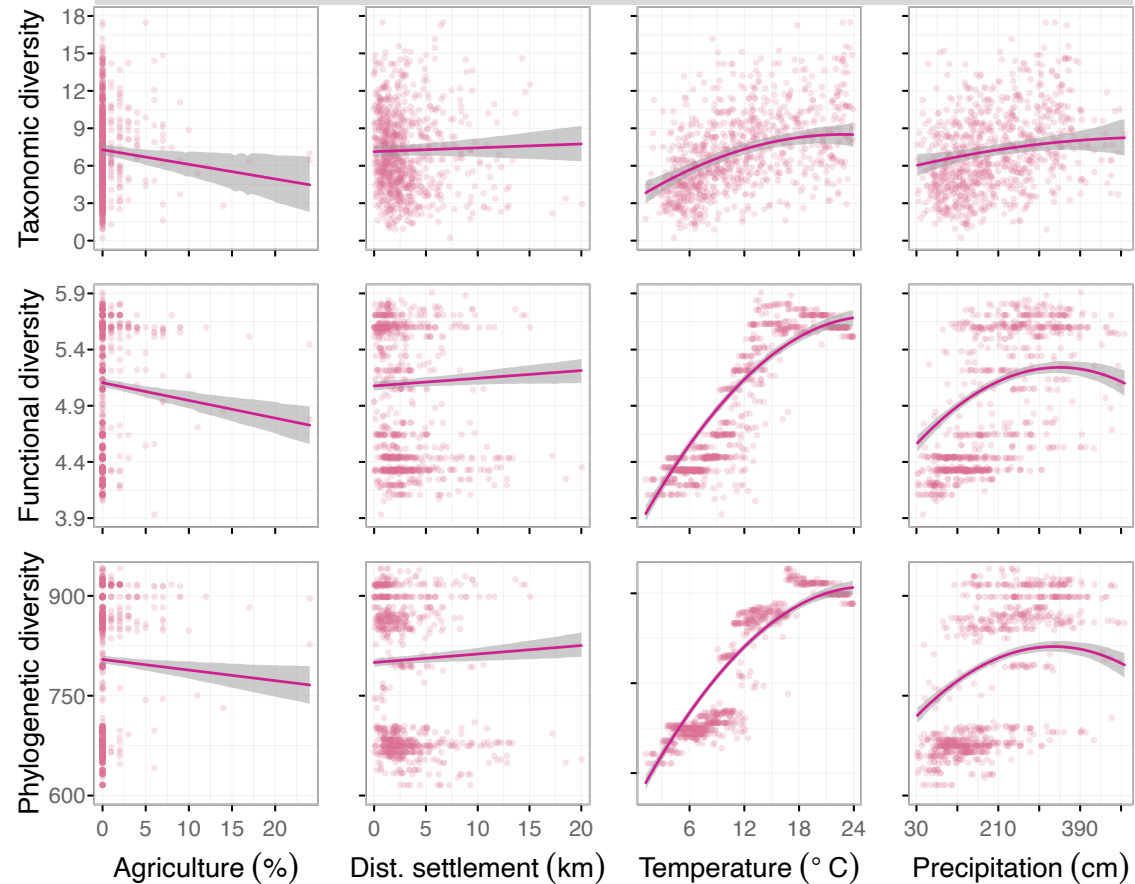 Taxonomic diversity
18
15
12
9
6
3
0
Functional diversity
5.9
5.4
4.9
4.4
3.9
Phylogenetic diversity
900
750
600
0 5 10 15 20
0 5 10 15 20
6 12 18 24
30 210 390
Agriculture (%)
Dist. settlement (km)
Temperature (° C)
Precipitation (cm)